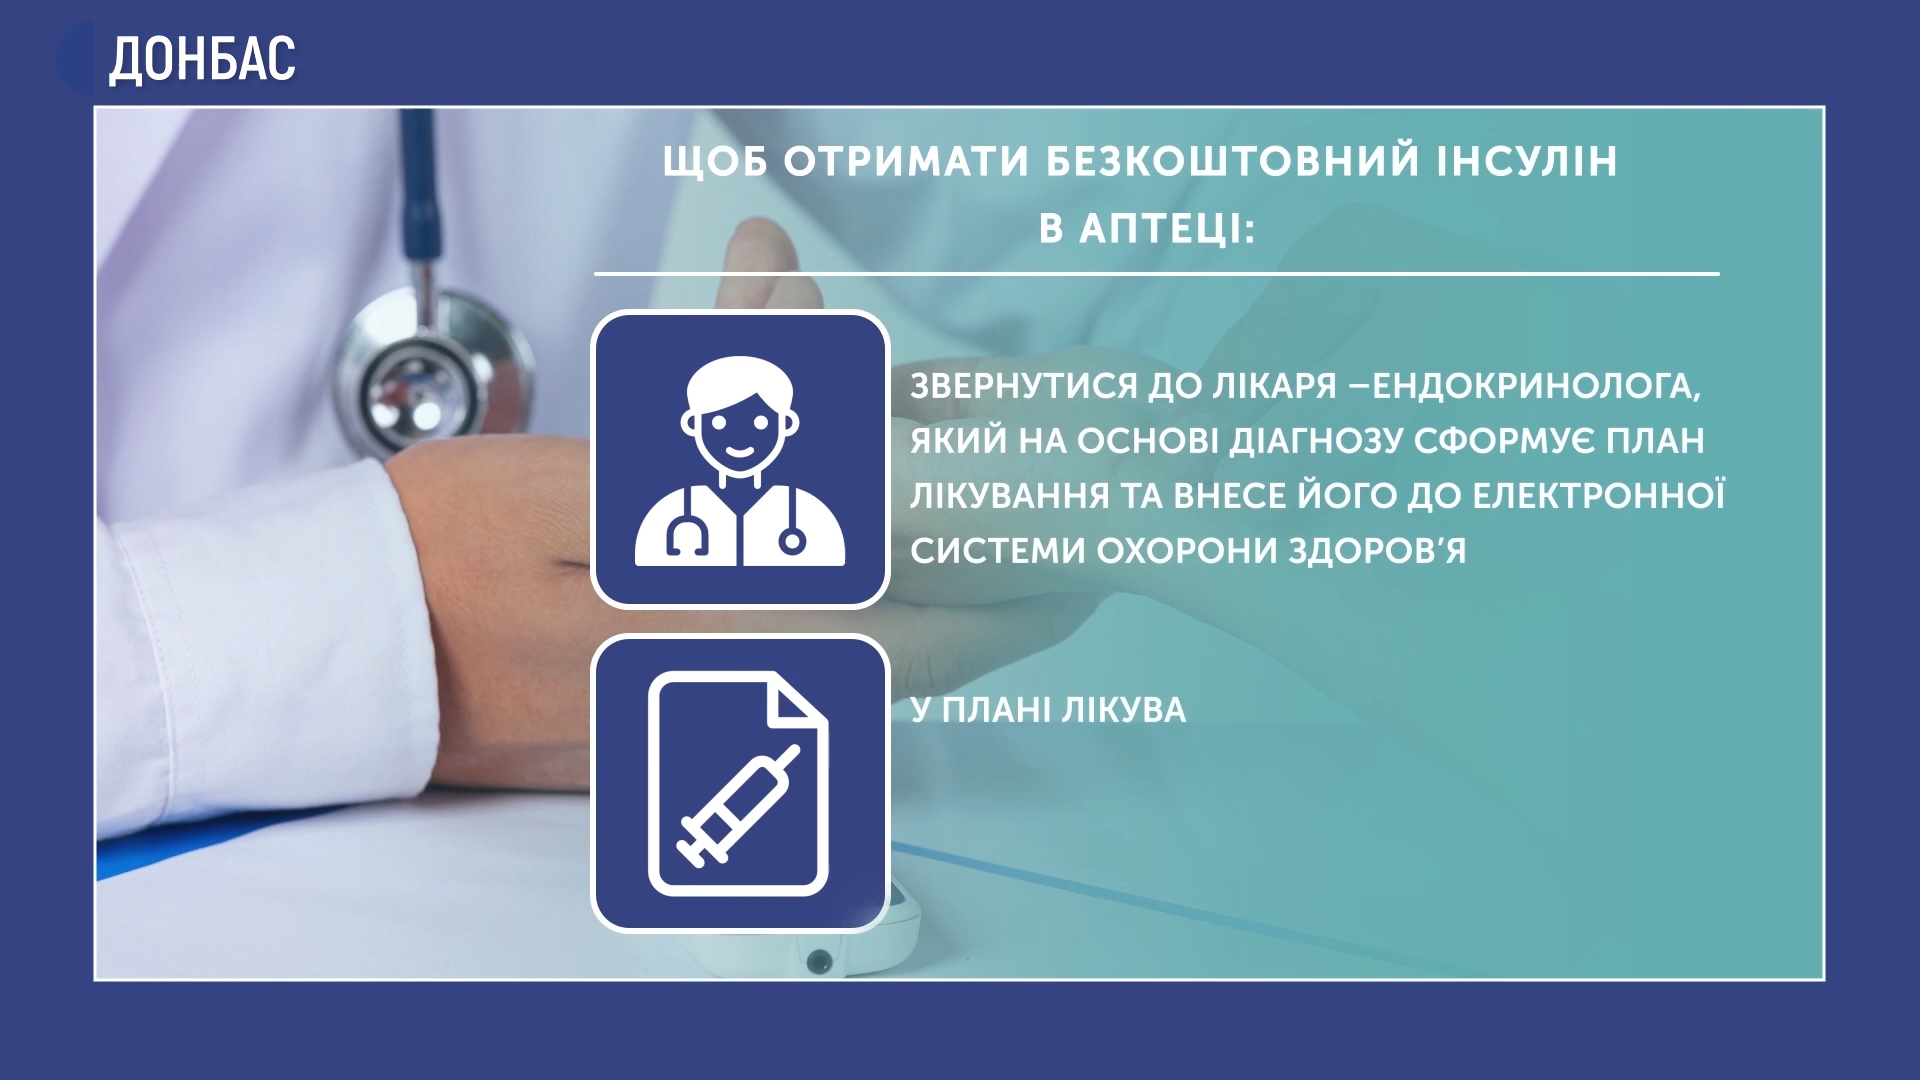 ДОНБАС
ЩОБ ОТРИМАТИ БЕЗКОШТОВНИЙ ІНСУЛІН
В АПТЕЦІ:
ЗВЕРНУТИСЯ ДО ЛІКАРЯ –ЕНДОКРИНОЛОГА,
ЯКИЙ НА ОСНОВІ ДІАГНОЗУ СФОРМУЄ ПЛАН
ЛІКУВАННЯ ТА ВНЕСЕ ЙОГО ДО ЕЛЕКТРОННОЇ
СИСТЕМИ ОХОРОНИ ЗДОРОВ’Я
У ПЛАНІ ЛІКУВА